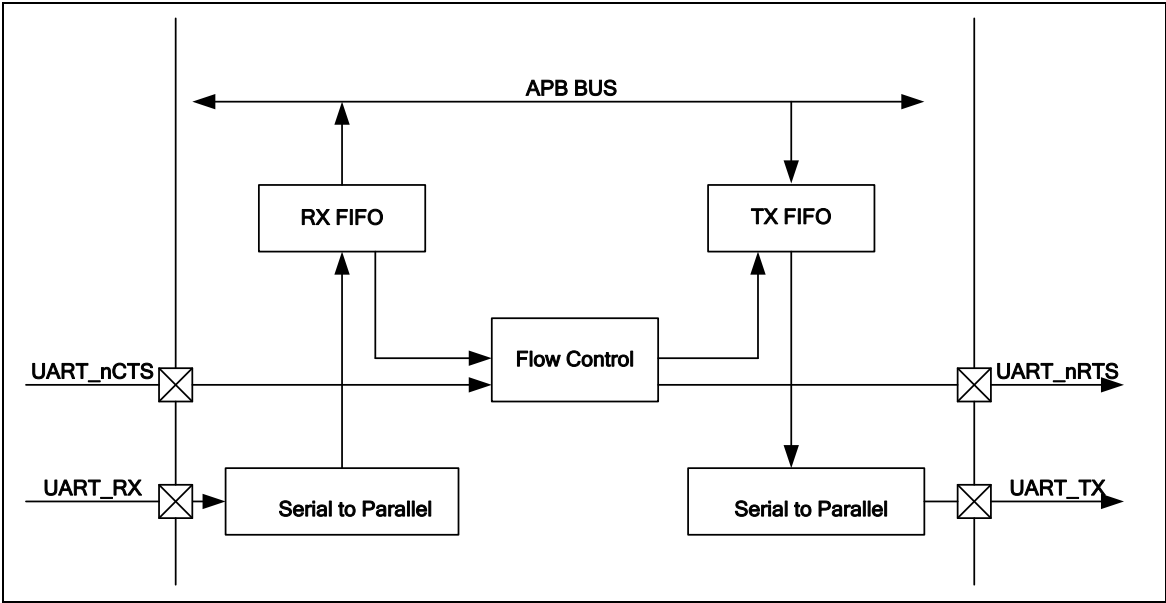 APB BUS
RX FIFO
TX FIFO
Flow Control
UART_nCTS
UART_nRTS
UART_RX
Serial to Parallel
Serial to Parallel
UART_TX